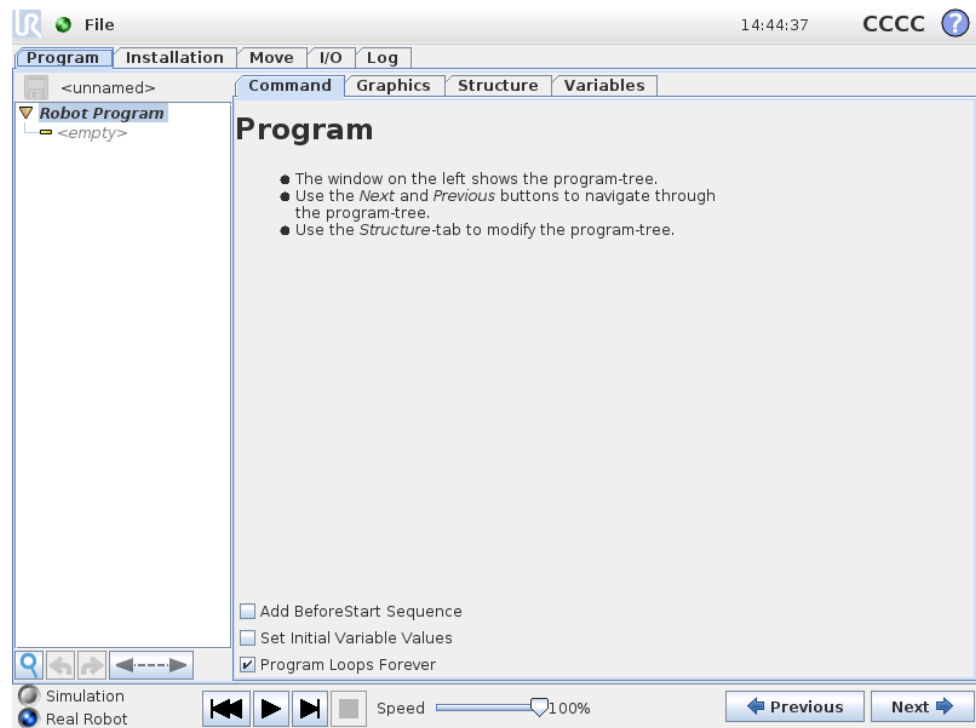 UR File 14:44:37 CCCC ?
Program Installation Move I/O Log
<unnamed> Command Graphics Structure Variables
Robot Program
<empty>
Program
The window on the left shows the program-tree.
Use the Next and Previous buttons to navigate through
the program-tree.
Use the Structure-tab to modify the program-tree.
Add BeforeStart Sequence
Set Initial Variable Values
Program Loops Forever
Simulation
Real Robot
Speed 100% Previous Next